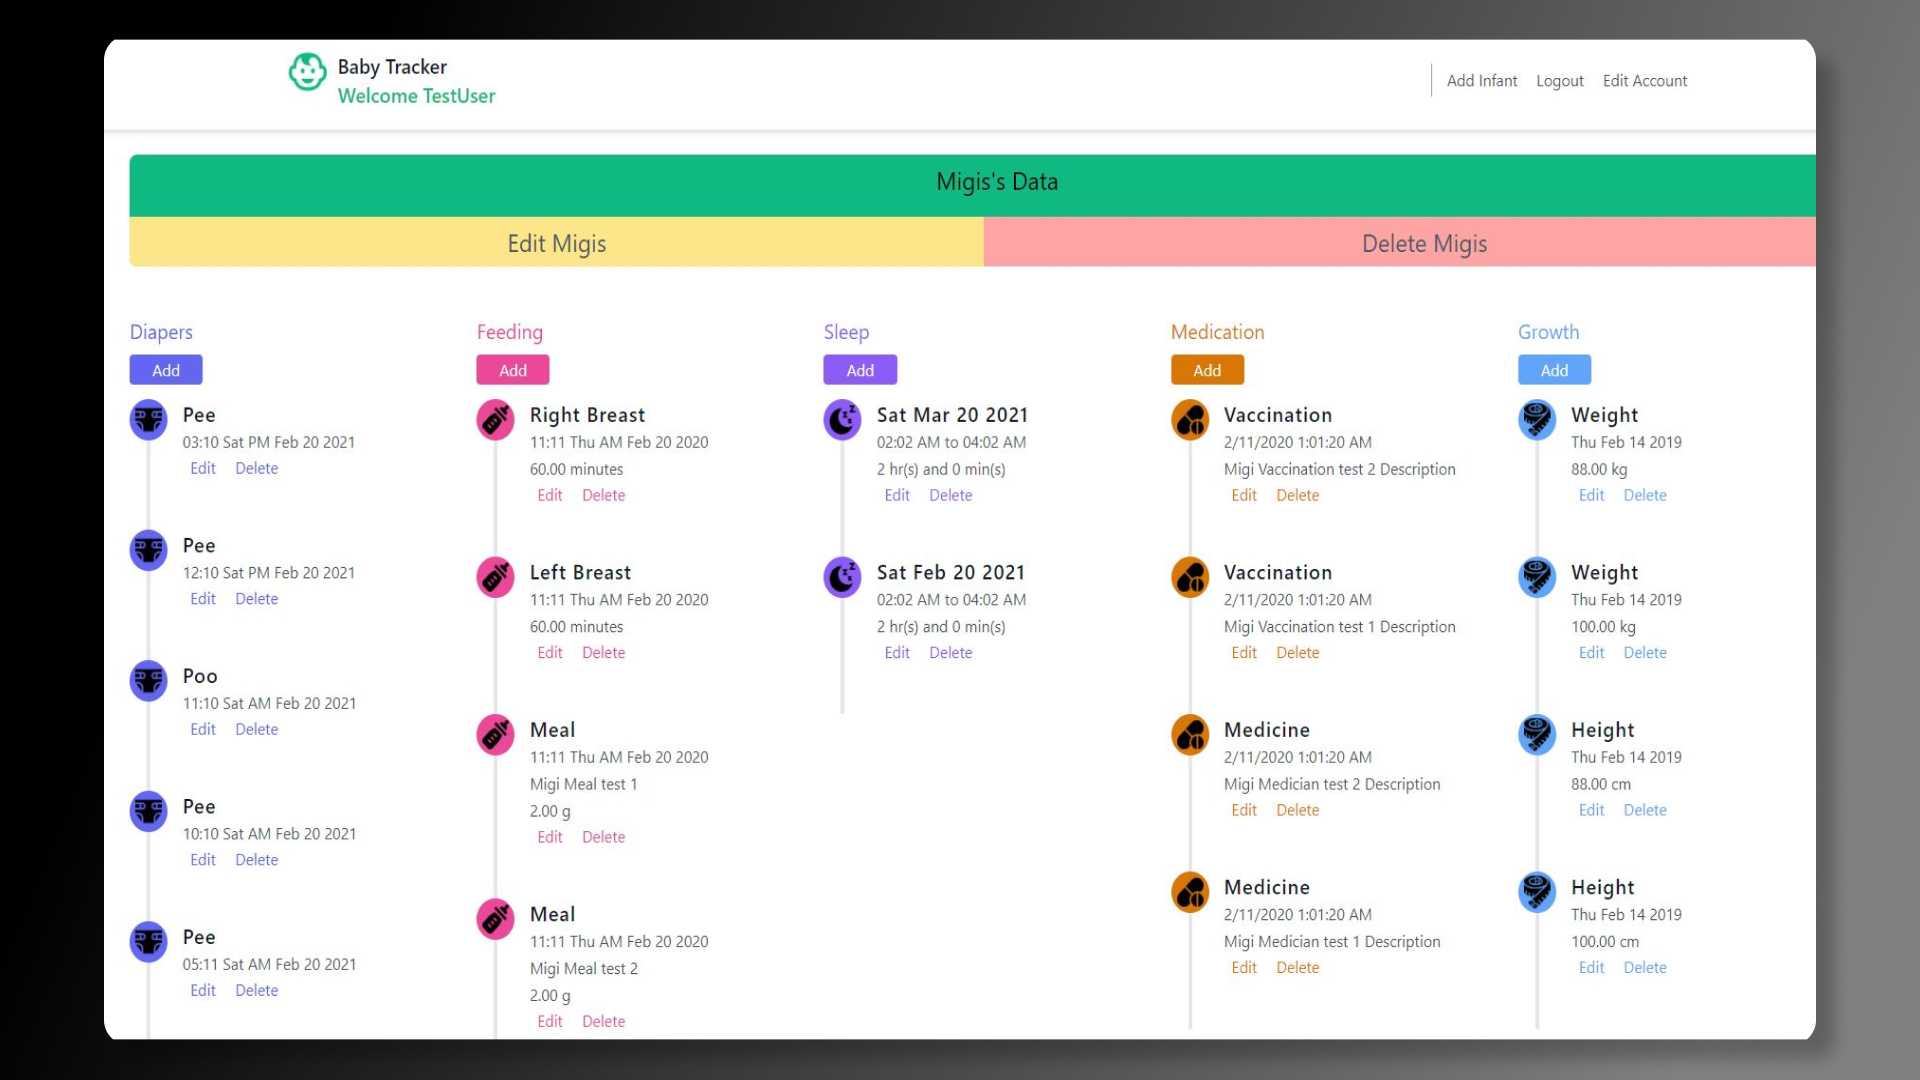 Baby Tracker
Welcome TestUser
Add Infant Logout Edit Account
Migis's Data
Edit Migis
Delete Migis
Diapers
Add
Pee
03:10 Sat PM Feb 20 2021
Edit Delete
Pee
12:10 Sat PM Feb 20 2021
Edit Delete
Poo
11:10 Sat AM Feb 20 2021
Edit Delete
Pee
10:10 Sat AM Feb 20 2021
Edit Delete
Pee
05:11 Sat AM Feb 20 2021
Edit Delete
Feeding
Add
Right Breast
11:11 Thu AM Feb 20 2020
60.00 minutes
Edit Delete
Left Breast
11:11 Thu AM Feb 20 2020
60.00 minutes
Edit Delete
Meal
11:11 Thu AM Feb 20 2020
Migi Meal test 1
2.00 g
Edit Delete
Meal
11:11 Thu AM Feb 20 2020
Migi Meal test 2
2.00 g
Edit Delete
Sleep
Add
Sat Mar 20 2021
02:02 AM to 04:02 AM
2 hr(s) and 0 min(s)
Edit Delete
Sat Feb 20 2021
02:02 AM to 04:02 AM
2 hr(s) and 0 min(s)
Edit Delete
Medication
Add
Vaccination
2/11/2020 1:01:20 AM
Migi Vaccination test 2 Description
Edit Delete
Vaccination
2/11/2020 1:01:20 AM
Migi Vaccination test 1 Description
Edit Delete
Medicine
2/11/2020 1:01:20 AM
Migi Medician test 2 Description
Edit Delete
Medicine
2/11/2020 1:01:20 AM
Migi Medician test 1 Description
Edit Delete
Growth
Add
Weight
Thu Feb 14 2019
88.00 kg
Edit Delete
Weight
Thu Feb 14 2019
100.00 kg
Edit Delete
Height
Thu Feb 14 2019
88.00 cm
Edit Delete
Height
Thu Feb 14 2019
100.00 cm
Edit Delete